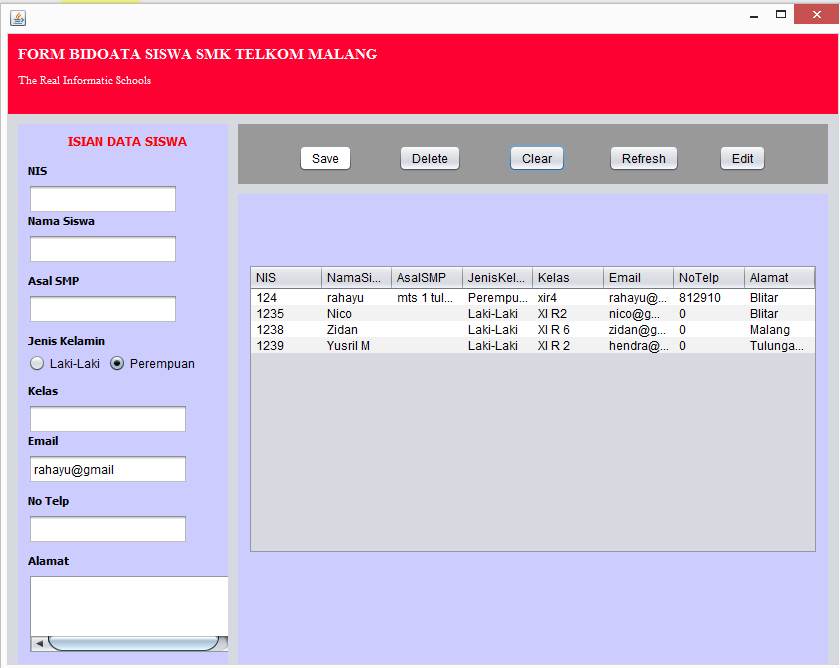 FORM BIDOATA SISWA SMK TELKOM MALANG
The Real Informatic Schools
ISIAN DATA SISWA
NIS
Nama Siswa
Asal SMP
Jenis Kelamin
Laki-Laki Perempuan
Kelas
Email
rahayu@gmail
No Telp
Alamat
Save Delete Clear Refresh Edit
NIS NamaSi... AsalSMP JenisKel... Kelas Email NoTelp Alamat
124 rahayu mts 1 tul... Perempu... xir4 rahayu@... 812910 Blitar
1235 Nico Laki-Laki XI R2 nico@g... 0 Blitar
1238 Zidan Laki-Laki XI R 6 zidan@g... 0 Malang
1239 Yusril M Laki-Laki XI R 2 hendra@... 0 Tulunga...